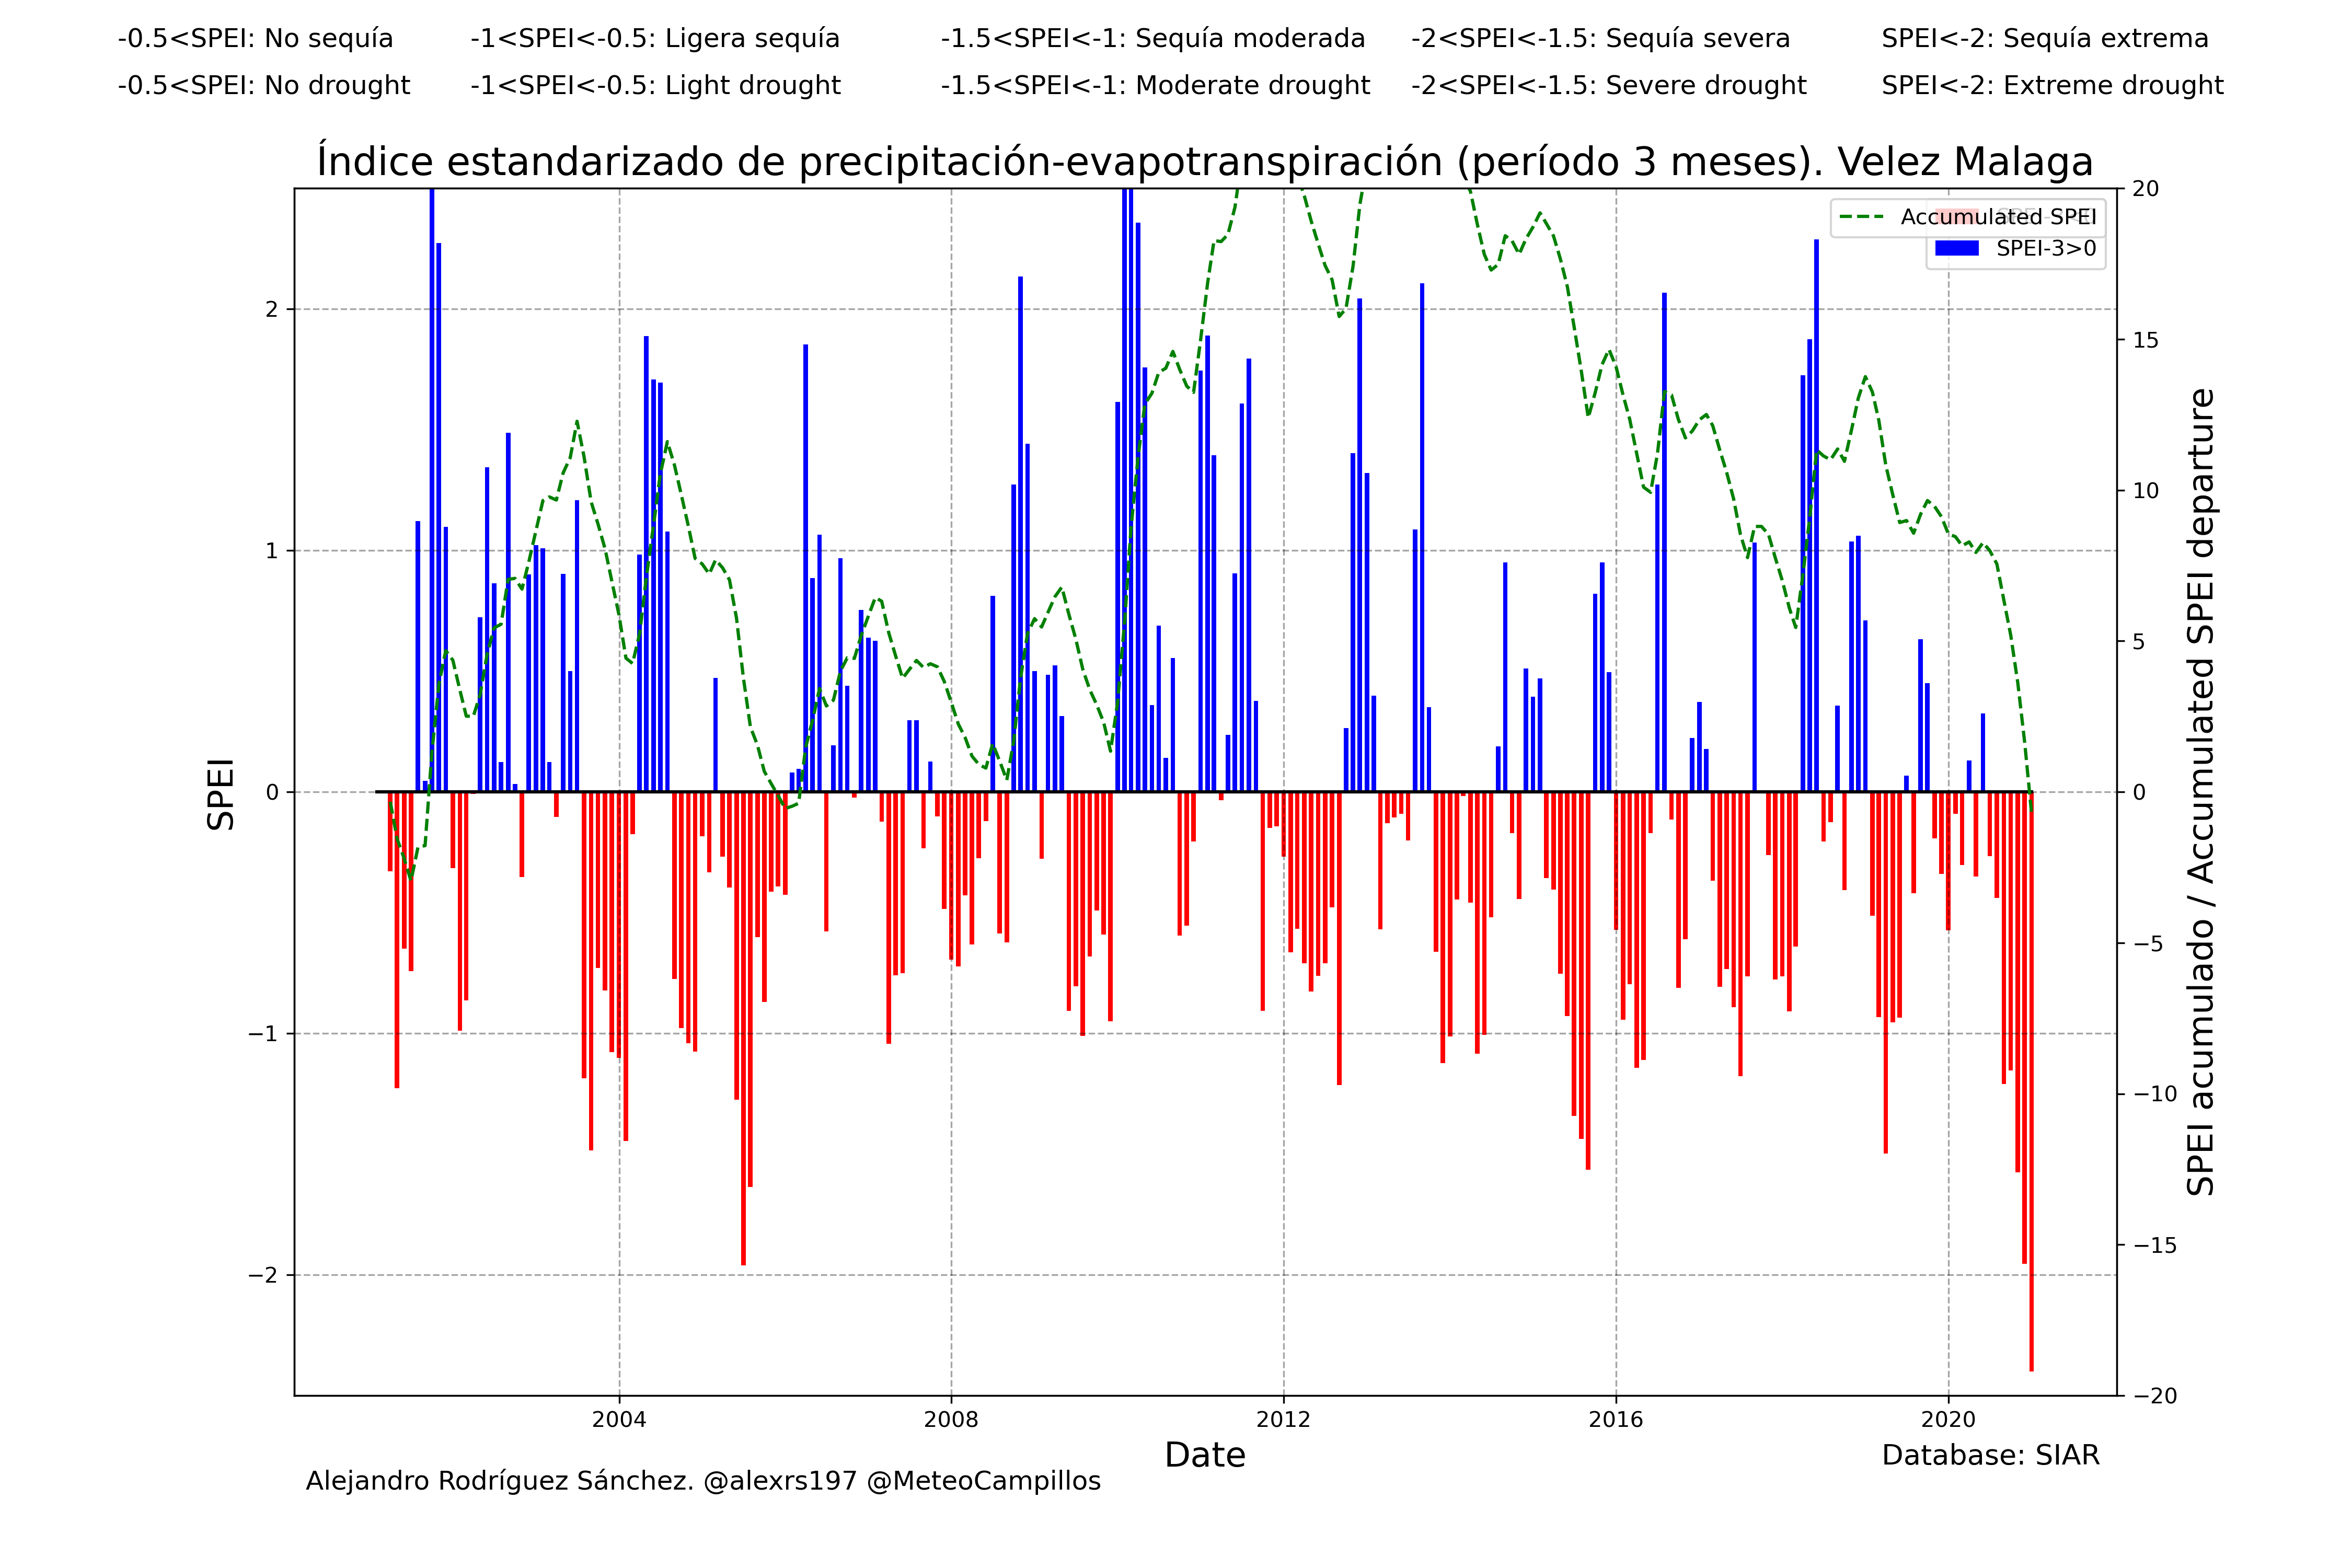 -0.5<SPEI: No sequía -1<SPEI<-0.5: Ligera sequía -1.5<SPEI<-1: Sequía moderada -2<SPEI<-1.5: Sequía severa SPEI<-2: Sequía extrema
-0.5<SPEI: No drought -1<SPEI<-0.5: Light drought -1.5<SPEI<-1: Moderate drought -2<SPEI<-1.5: Severe drought SPEI<-2: Extreme drought
Índice estandarizado de precipitación-evapotranspiración (período 3 meses). Velez Malaga
Accumulated SPEI
SPEI-3>0
SPEI
2
1
0
−1
−2
20
15
10
5
0
−5
−10
−15
−20
SPEI acumulado / Accumulated SPEI departure
2004 2008 2012 2016 2020
Date
Database: SIAR
Alejandro Rodríguez Sánchez. @alexrs197 @MeteoCampillos